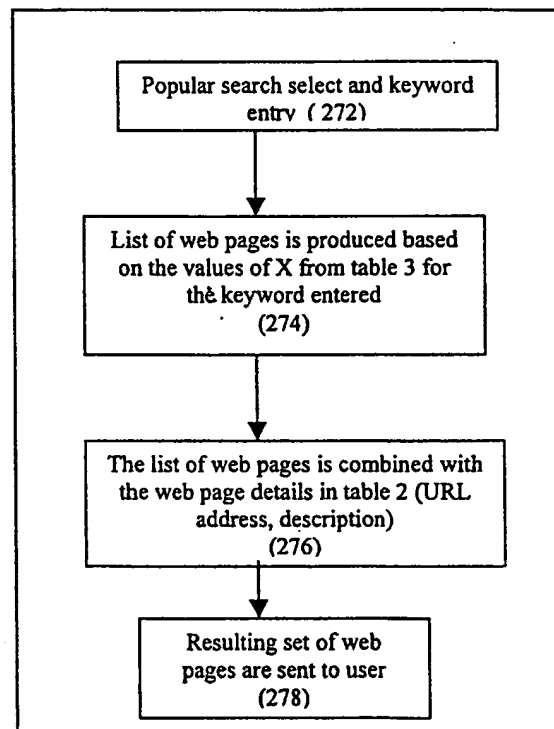 Popular search select and keyword
entry ( 272)
List of web pages is produced based
on the values of X from table 3 for
the keyword entered
(274)
The list of web pages is combined with
the web page details in table 2 (URL
address, description)
(276)
Resulting set of web
pages are sent to user
(278)